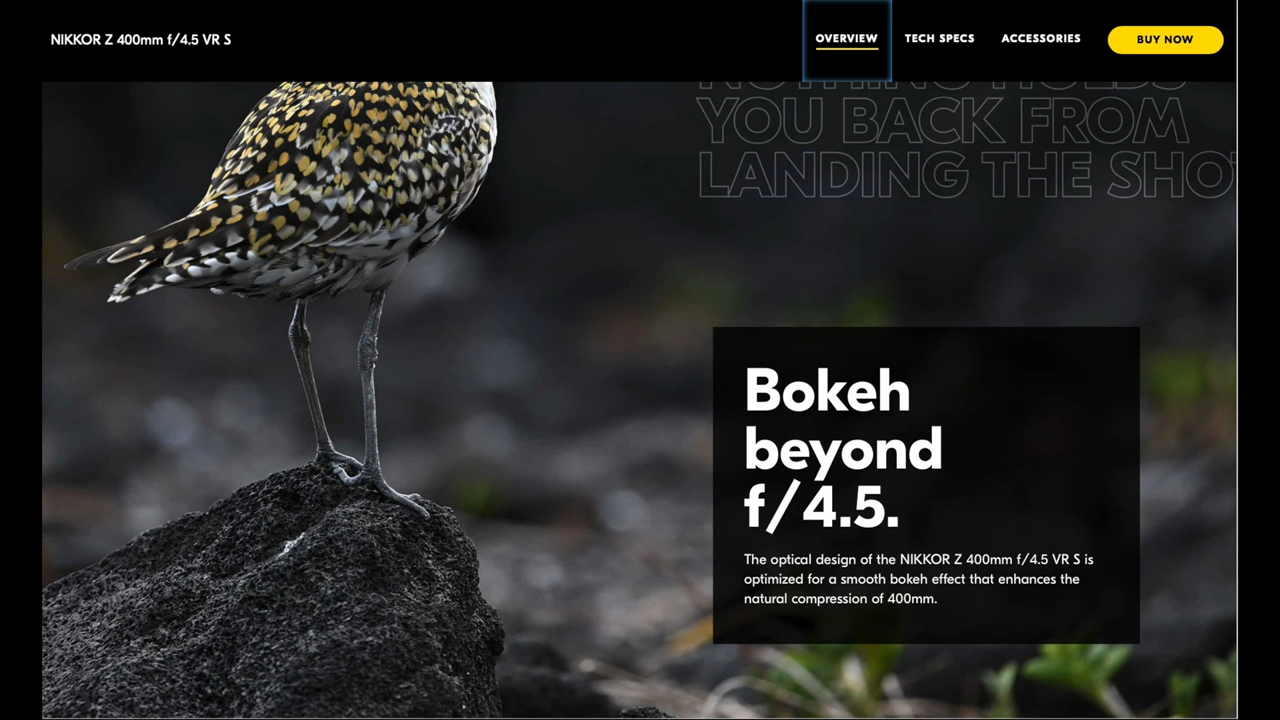 NIKKOR Z 400mm f/4.5 VR S
OVERVIEW
TECH SPECS
ACCESSORIES
BUY NOW
NOTHING HOLDS
YOU BACK FROM
LANDING THE SHO
Bokeh
beyond
f/4.5.
The optical design of the NIKKOR Z 400mm f/4.5 VR S is
optimized for a smooth bokeh effect that enhances the
natural compression of 400mm.